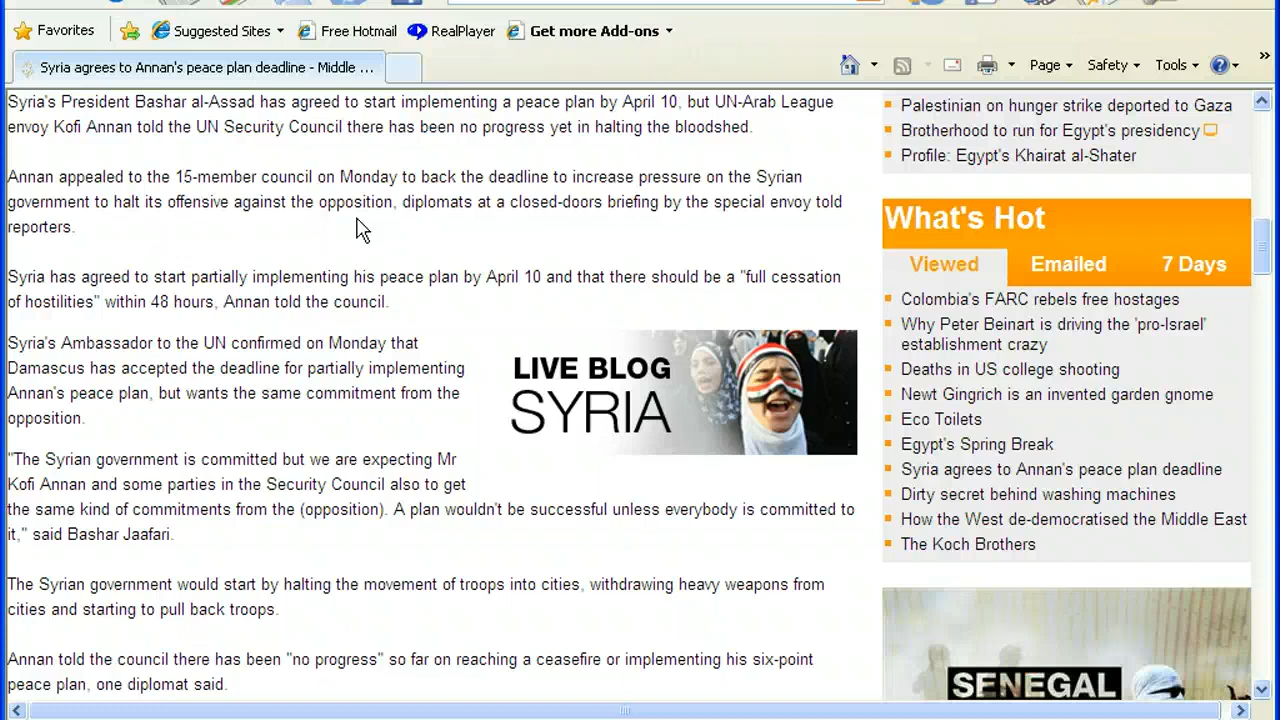 Favorites
Suggested Sites
Free Hotmail
RealPlayer
Get more Add-ons
Syria agrees to Annan's peace plan deadline - Middle ...
Page
Safety
Tools
Syria's President Bashar al-Assad has agreed to start implementing a peace plan by April 10, but UN-Arab League
envoy Kofi Annan told the UN Security Council there has been no progress yet in halting the bloodshed.
Annan appealed to the 15-member council on Monday to back the deadline to increase pressure on the Syrian
government to halt its offensive against the opposition, diplomats at a closed-doors briefing by the special envoy told
reporters.
Syria has agreed to start partially implementing his peace plan by April 10 and that there should be a "full cessation
of hostilities" within 48 hours, Annan told the council.
Syria's Ambassador to the UN confirmed on Monday that
Damascus has accepted the deadline for partially implementing
Annan's peace plan, but wants the same commitment from the
opposition.
LIVE BLOG
SYRIA
"The Syrian government is committed but we are expecting Mr
Kofi Annan and some parties in the Security Council also to get
the same kind of commitments from the (opposition). A plan wouldn't be successful unless everybody is committed to
it," said Bashar Jaafari.
The Syrian government would start by halting the movement of troops into cities, withdrawing heavy weapons from
cities and starting to pull back troops.
Annan told the council there has been "no progress" so far on reaching a ceasefire or implementing his six-point
peace plan, one diplomat said.
Palestinian on hunger strike deported to Gaza
Brotherhood to run for Egypt's presidency
Profile: Egypt's Khairat al-Shater
What's Hot
Viewed
Emailed
7 Days
Colombia's FARC rebels free hostages
Why Peter Beinart is driving the 'pro-Israel'
establishment crazy
Deaths in US college shooting
Newt Gingrich is an invented garden gnome
Eco Toilets
Egypt's Spring Break
Syria agrees to Annan's peace plan deadline
Dirty secret behind washing machines
How the West de-democratised the Middle East
The Koch Brothers
SENEGAL